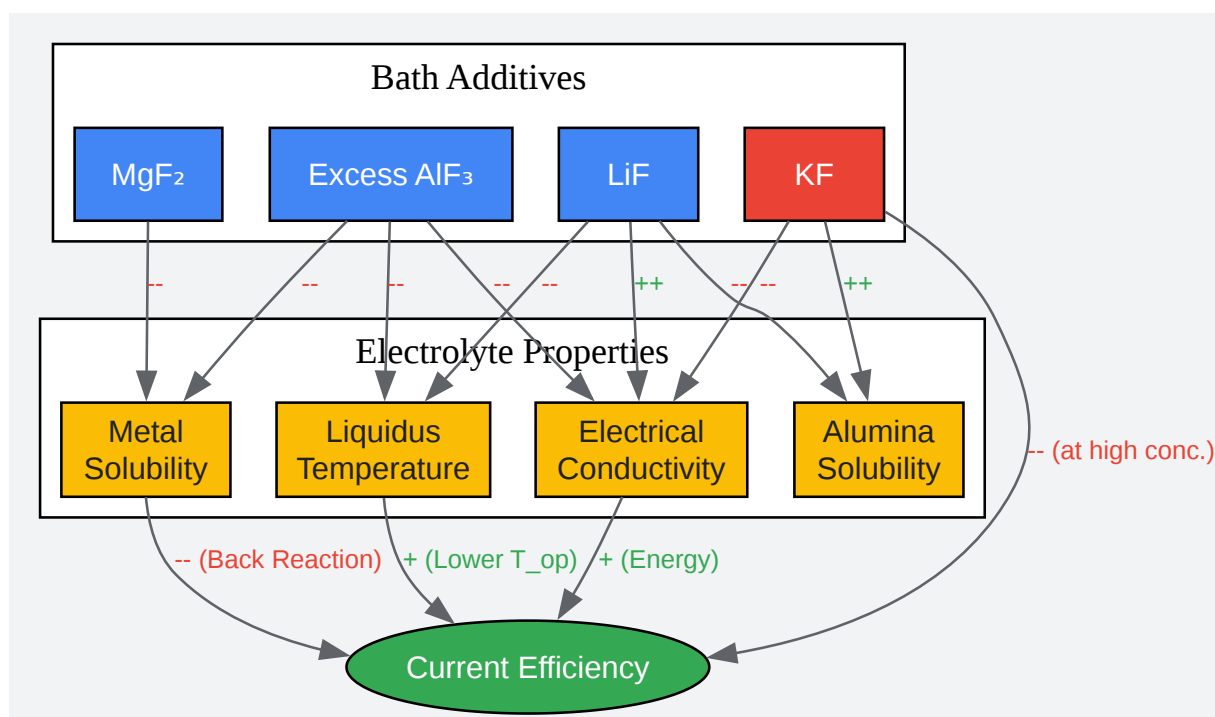 Bath Additives
MgF₂
Excess AlF₃
LiF
KF
--
--
--
--
--
++
--
--
++
Electrolyte Properties
Metal
Solubility
Liquidus
Temperature
Electrical
Conductivity
Alumina
Solubility
-- (at high conc.)
-- (Back Reaction)
+ (Lower T_op)
+ (Energy)
Current Efficiency